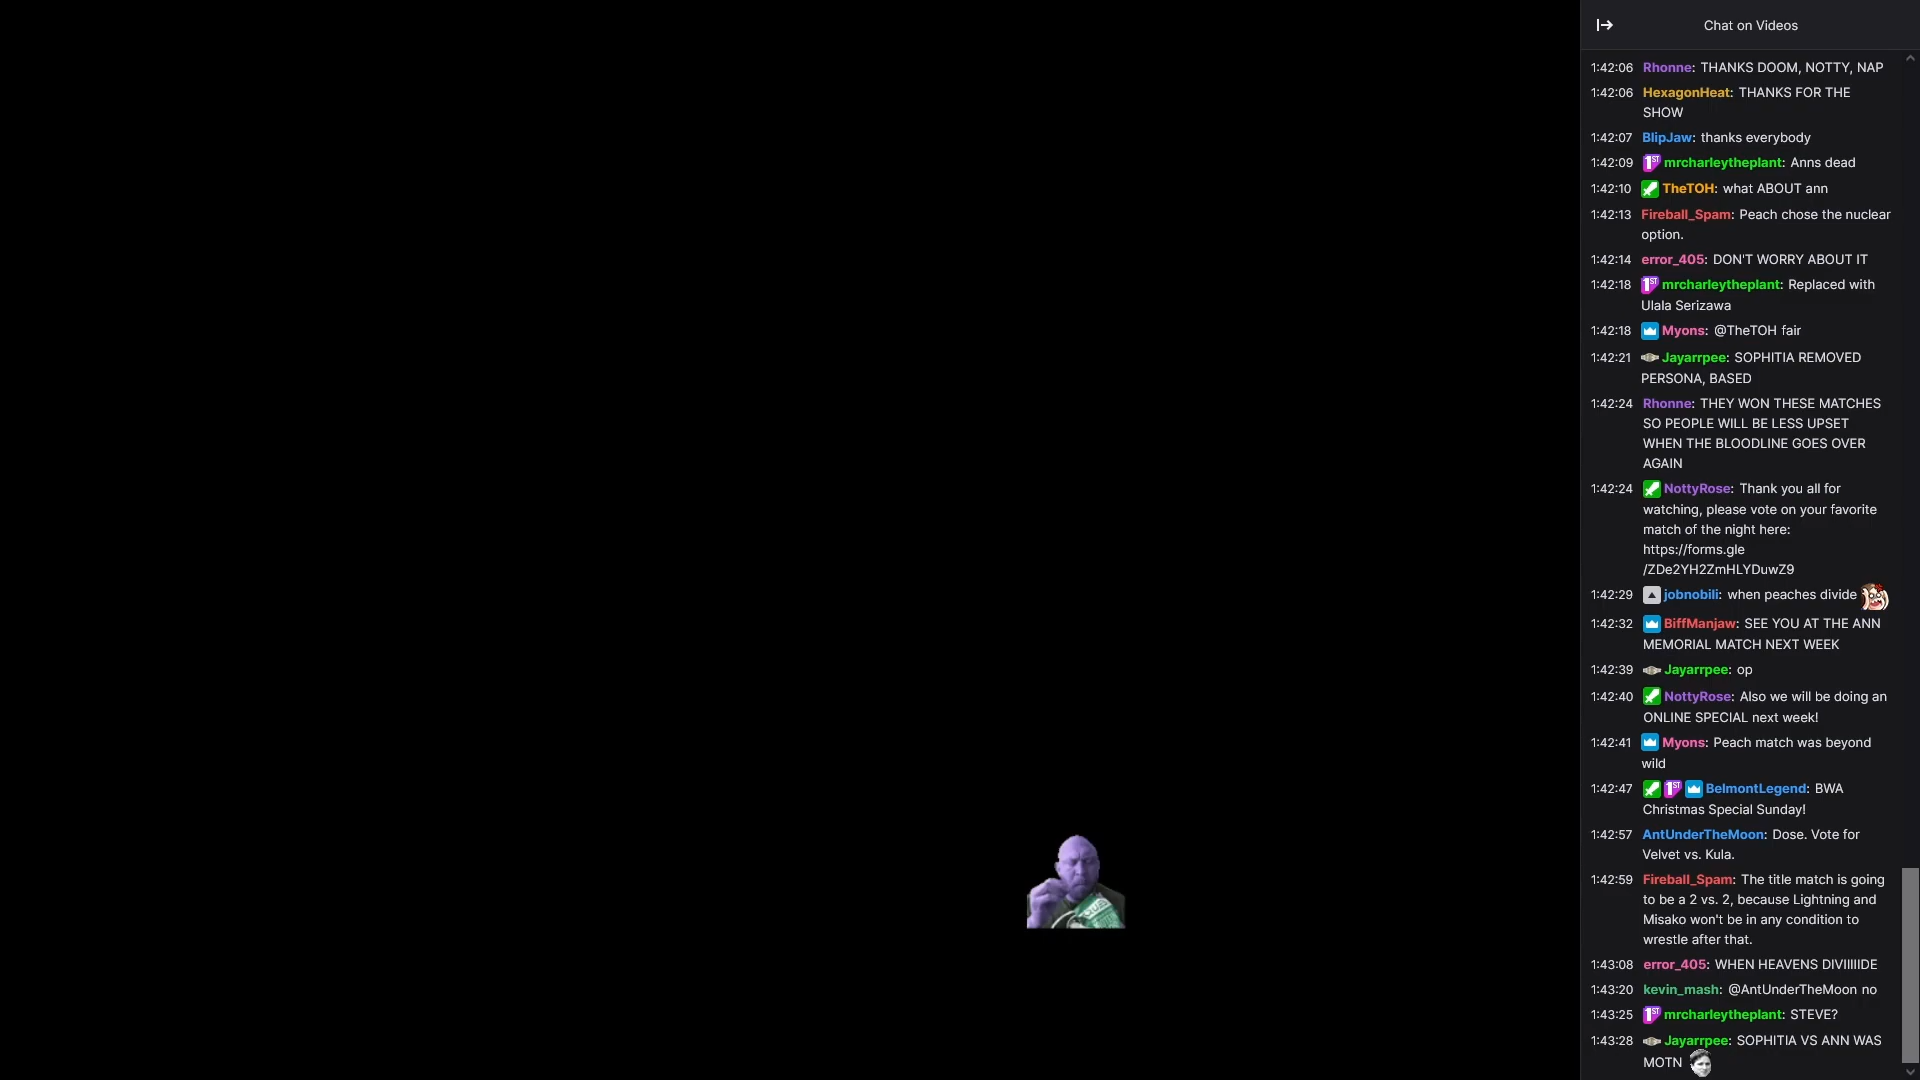 Chat on Videos
1:42:06 Rhonne: THANKS DOOM, NOTTY, NAP
1:42:06 HexagonHeat: THANKS FOR THE
SHOW
1:42:07 BlipJaw: thanks everybody
1:42:09 1ST mrcharleytheplant: Anns dead
1:42:10 TheTOH: what ABOUT ann
1:42:13 Fireball_Spam: Peach chose the nuclear
option.
1:42:14 error_405: DON'T WORRY ABOUT IT
1:42:18 1ST mrcharleytheplant: Replaced with
Ulala Serizawa
1:42:18 Myons: @TheTOH fair
1:42:21 Jayarrpee: SOPHITIA REMOVED
PERSONA, BASED
1:42:24 Rhonne: THEY WON THESE MATCHES
SO PEOPLE WILL BE LESS UPSET
WHEN THE BLOODLINE GOES OVER
AGAIN
1:42:24 NottyRose: Thank you all for
watching, please vote on your favorite
match of the night here:
https://forms.gle
/ZDe2YH2ZmHLYDuwZ9
1:42:29 jobnobili: when peaches divide
1:42:32 BiffManjaw: SEE YOU AT THE ANN
MEMORIAL MATCH NEXT WEEK
1:42:39 Jayarrpee: op
1:42:40 NottyRose: Also we will be doing an
ONLINE SPECIAL next week!
1:42:41 Myons: Peach match was beyond
wild
1:42:47 1ST BelmontLegend: BWA
Christmas Special Sunday!
1:42:57 AntUnderTheMoon: Dose. Vote for
Velvet vs. Kula.
1:42:59 Fireball_Spam: The title match is going
to be a 2 vs. 2, because Lightning and
Misako won't be in any condition to
wrestle after that.
1:43:08 error_405: WHEN HEAVENS DIVIIIIIDE
1:43:20 kevin_mash: @AntUnderTheMoon no
1:43:25 1ST mrcharleytheplant: STEVE?
1:43:28 Jayarrpee: SOPHITIA VS ANN WAS
MOTN